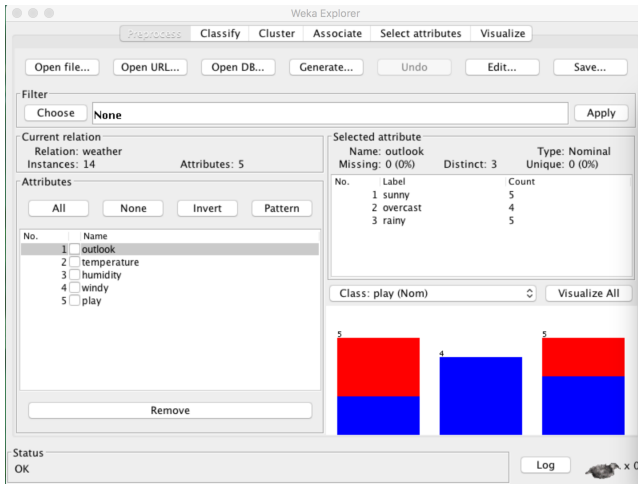 Weka Explorer
Preprocess Classify Cluster Associate Select attributes Visualize
Open file... Open URL... Open DB... Generate... Undo Edit... Save...
Filter
Choose None Apply
Current relation
Relation: weather
Instances: 14 Attributes: 5
Selected attribute
Name: outlook Type: Nominal
Missing: 0 (0%) Distinct: 3 Unique: 0 (0%)
Attributes
All None Invert Pattern
No. Name
1 outlook
2 temperature
3 humidity
4 windy
5 play
Remove
No. Label Count
1 sunny 5
2 overcast 4
3 rainy 5
Class: play (Nom) Visualize All
5 4 5
Status
OK
Log x 0